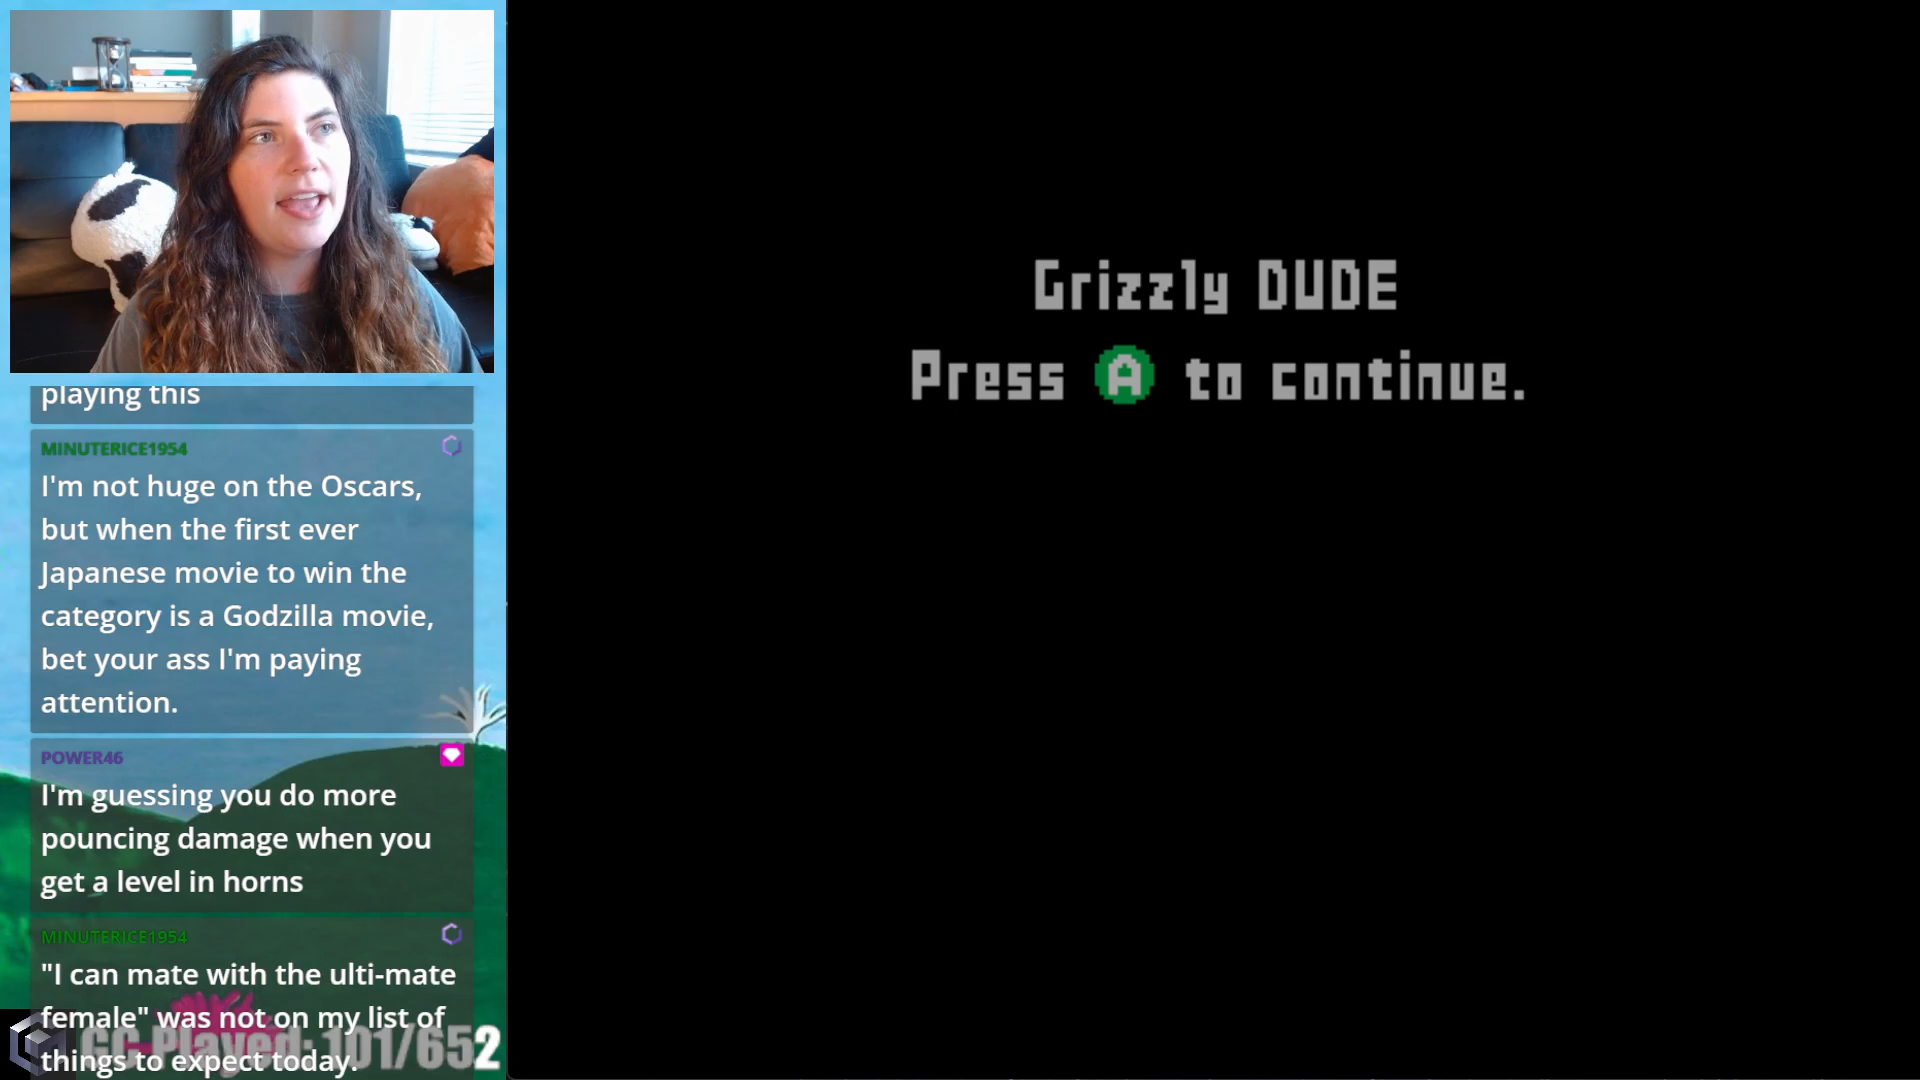 playing this
MINUTERICE1954
I'm not huge on the Oscars,
but when the first ever
Japanese movie to win the
category is a Godzilla movie,
bet your ass I'm paying
attention.
POWER46
I'm guessing you do more
pouncing damage when you
get a level in horns
MINUTERICE1954
"I can mate with the ulti-mate
female" was not on my list of
things to expect today.
GC Played: 101/652
Grizzly DUDE
Press A to continue.